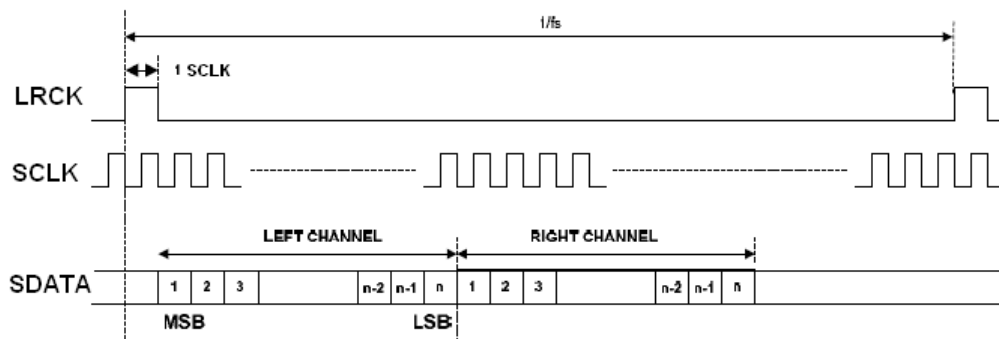 1/fs
1 SCLK
LRCK
SCLK
LEFT CHANNEL RIGHT CHANNEL
SDATA 1 2 3 n-2 n-1 n 1 2 3 n-2 n-1 n
MSB LSB